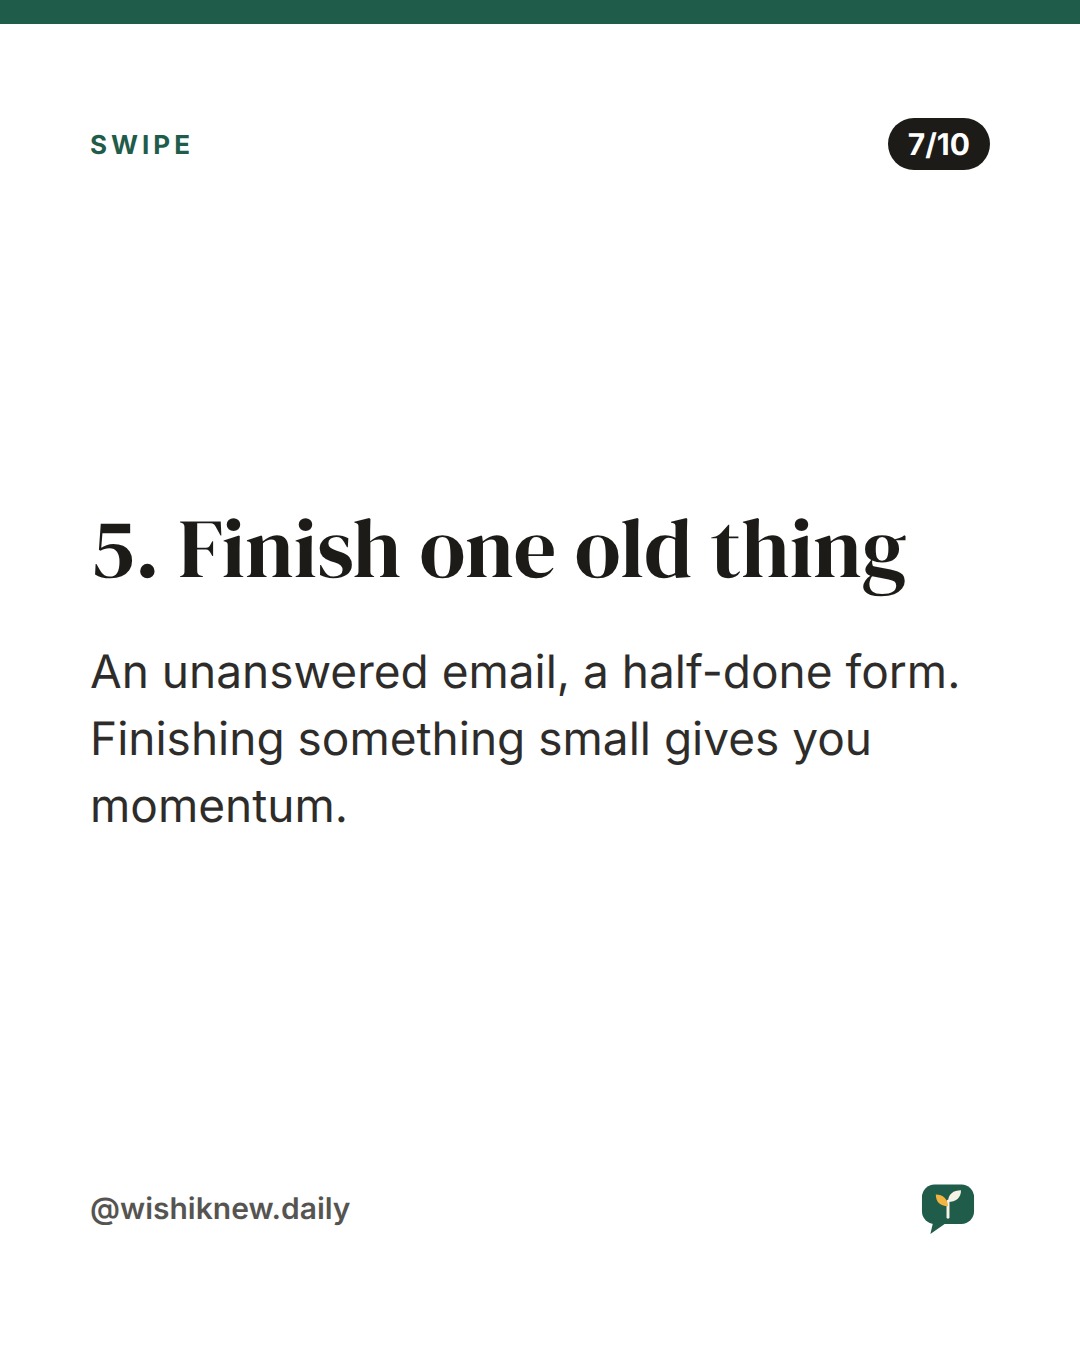 SWIPE
7/10
5. Finish one old thing
An unanswered email, a half-done form.
Finishing something small gives you
momentum.
@wishiknew.daily